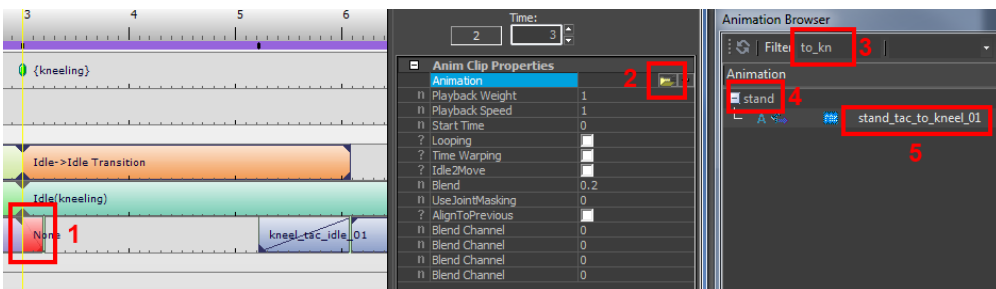 3 4 5 6
{kneeling}
Idle->Idle Transition
Idle(kneeling)
None 1 kneel_tac_idle_01
Time:
2 3
Anim Clip Properties
Animation 2
n Playback Weight 1
n Playback Speed 1
n Start Time 0
? Looping
? Time Warping
? Idle2Move
n Blend 0.2
n UseJointMasking 0
? AlignToPrevious
n Blend Channel 0
n Blend Channel 0
n Blend Channel 0
n Blend Channel 0
Animation Browser
Filter to_kn 3
Animation
stand 4
A stand_tac_to_kneel_01
5